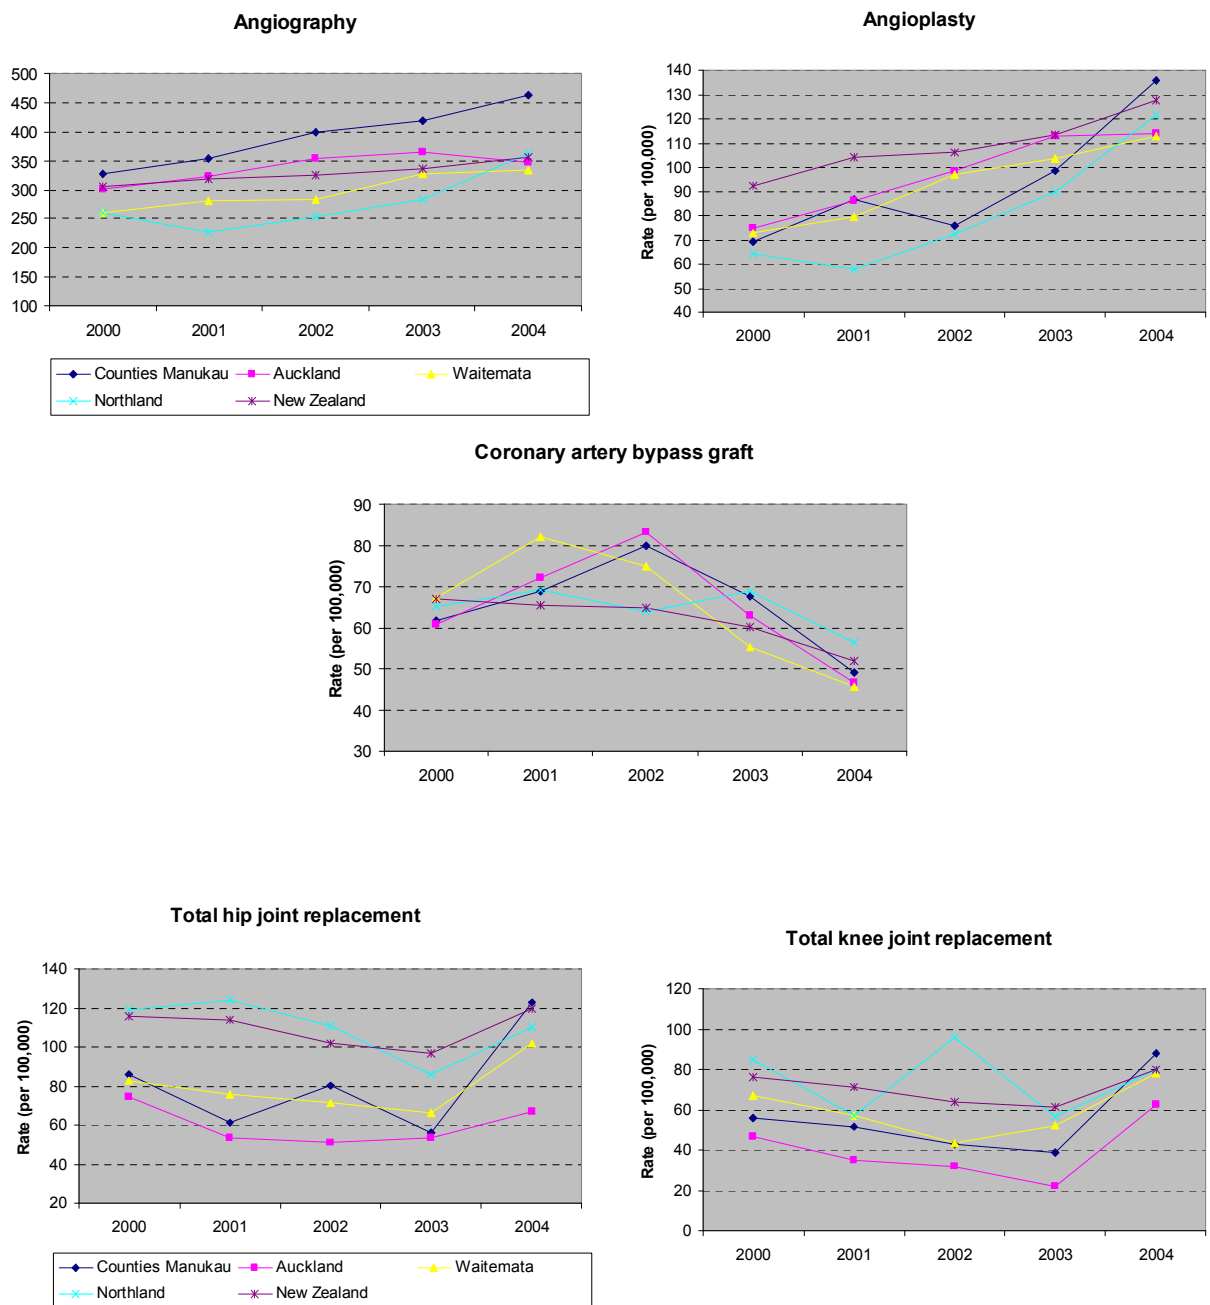 Angiography
500
450
400
350
300
250
200
150
100
2000 2001 2002 2003 2004
Counties Manukau Auckland Waitemata
Northland New Zealand
Angioplasty
Rate (per 100,000)
140
130
120
110
100
90
80
70
60
50
40
2000 2001 2002 2003 2004
Coronary artery bypass graft
Rate (per 100,000)
90
80
70
60
50
40
30
2000 2001 2002 2003 2004
Total hip joint replacement
Rate (per 100,000)
140
120
100
80
60
40
20
2000 2001 2002 2003 2004
Counties Manukau Auckland Waitemata
Northland New Zealand
Total knee joint replacement
Rate (per 100,000)
120
100
80
60
40
20
0
2000 2001 2002 2003 2004